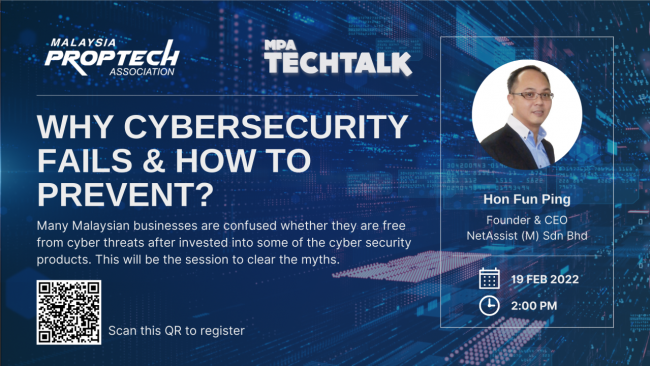 MALAYSIA
PROPTECH
ASSOCIATION
MPA
TECHTALK
WHY CYBERSECURITY
FAILS & HOW TO
PREVENT?
Many Malaysian businesses are confused whether they are free
from cyber threats after invested into some of the cyber security
products. This will be the session to clear the myths.
Scan this QR to register
Hon Fun Ping
Founder & CEO
NetAssist (M) Sdn Bhd
19 FEB 2022
2:00 PM